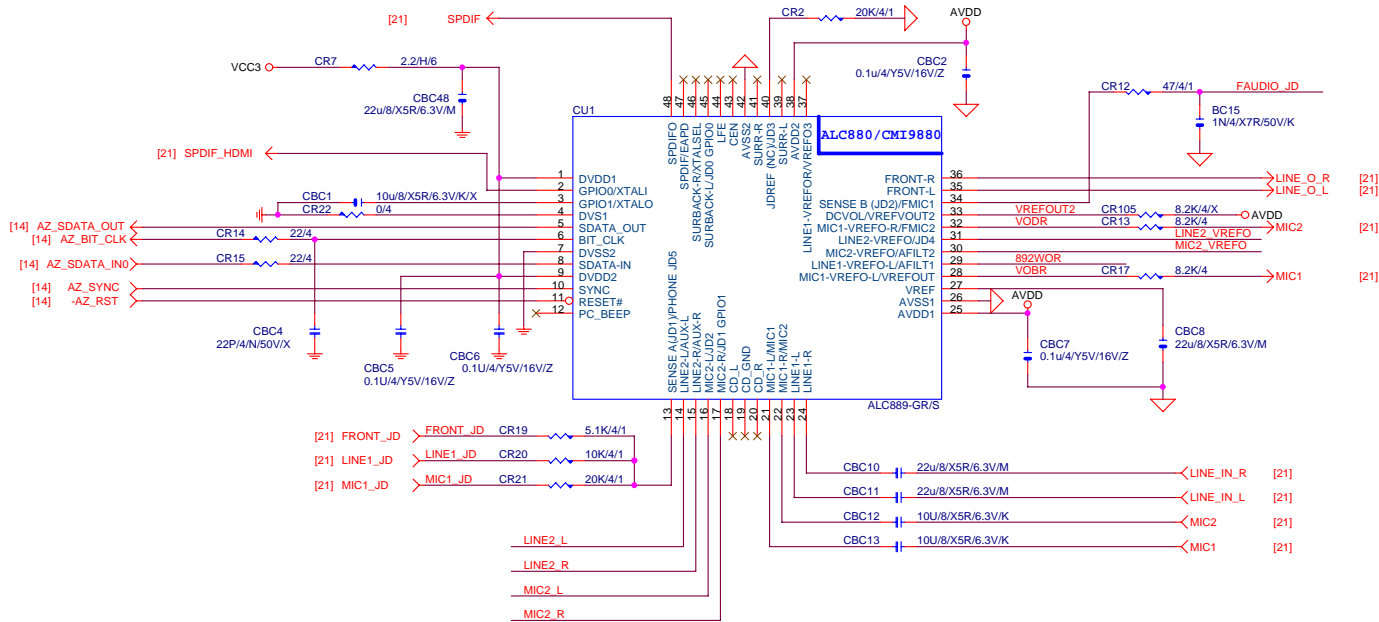 [21] SPDIF
CR2 20K/4/1
AVDD
VCC3 CR7 2.2/H/6
CBC2
0.1u/4/Y5V/16V/Z
CBC48
22u/8/X5R/6.3V/M
CR12 47/4/1 FAUDIO_JD
BC15
1N/4/X7R/50V/K
CU1
48 47 46 45 44 43 42 41 40 39 38 37
SPDIFO
SPDIF/EAPD
SURBACK-R/XTALSEL
SURBACK-L/JD0 GPIO0
LFE
CEN
AVSS2
SURR-R
JDREF (NC)/JD3
SURR-L
AVDD2
LINE1-VREFOR/VREFO3
ALC880/CMI9880
[21] SPDIF_HDMI
1 DVDD1
2 GPIO0/XTALI
3 GPIO1/XTALO
4 DVS1
5 SDATA_OUT
6 BIT_CLK
7 DVSS2
8 SDATA-IN
9 DVDD2
10 SYNC
11 RESET#
12 PC_BEEP
CBC1 10u/8/X5R/6.3V/K/X
CR22 0/4
[14] AZ_SDATA_OUT
[14] AZ_BIT_CLK CR14 22/4
[14] AZ_SDATA_IN0 CR15 22/4
[14] AZ_SYNC
[14] -AZ_RST
CBC4
22P/4/N/50V/X
CBC5
0.1U/4/Y5V/16V/Z
CBC6
0.1U/4/Y5V/16V/Z
FRONT-R 36 LINE_O_R [21]
FRONT-L 35 LINE_O_L [21]
SENSE B (JD2)/FMIC1 34
DCVOL/VREFVOUT2 33 VREFOUT2 CR105 8.2K/4/X AVDD
MIC1-VREFO-R/FMIC2 32 VODR CR13 8.2K/4 MIC2 [21]
LINE2-VREFO/JD4 31 LINE2_VREFO
MIC2-VREFO/AFILT2 30 MIC2_VREFO
LINE1-VREFO-L/AFILT1 29 892WOR
MIC1-VREFO-L/VREFOUT 28 VOBR CR17 8.2K/4 MIC1 [21]
VREF 27
AVSS1 26
AVDD1 25
AVDD
CBC7
0.1u/4/Y5V/16V/Z
CBC8
22u/8/X5R/6.3V/M
SENSE A(JD1)/PHONE JD5
LINE2-L/AUX-L
LINE2-R/AUX-R
MIC2-L/JD2
MIC2-R/JD1 GPIO1
CD_L
CD_GND
CD_R
MIC1-L/MIC1
MIC1-R/MIC2
LINE1-L
LINE1-R
13 14 15 16 17 18 19 20 21 22 23 24
ALC889-GR/S
[21] FRONT_JD FRONT_JD CR19 5.1K/4/1
[21] LINE1_JD LINE1_JD CR20 10K/4/1
[21] MIC1_JD MIC1_JD CR21 20K/4/1
CBC10 22u/8/X5R/6.3V/M LINE_IN_R [21]
CBC11 22u/8/X5R/6.3V/M LINE_IN_L [21]
CBC12 10U/8/X5R/6.3V/K MIC2 [21]
CBC13 10U/8/X5R/6.3V/K MIC1 [21]
LINE2_L
LINE2_R
MIC2_L
MIC2_R